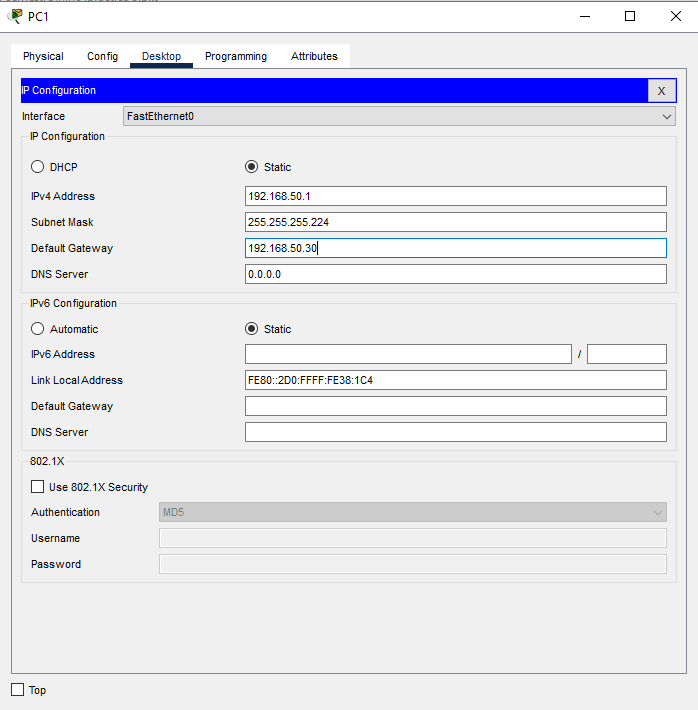 PC1
Physical Config Desktop Programming Attributes
IP Configuration X
Interface FastEthernet0
IP Configuration
DHCP Static
IPv4 Address 192.168.50.1
Subnet Mask 255.255.255.224
Default Gateway 192.168.50.30
DNS Server 0.0.0.0
IPv6 Configuration
Automatic Static
IPv6 Address /
Link Local Address FE80::2D0:FFFF:FE38:1C4
Default Gateway
DNS Server
802.1X
Use 802.1X Security
Authentication MD5
Username
Password
Top